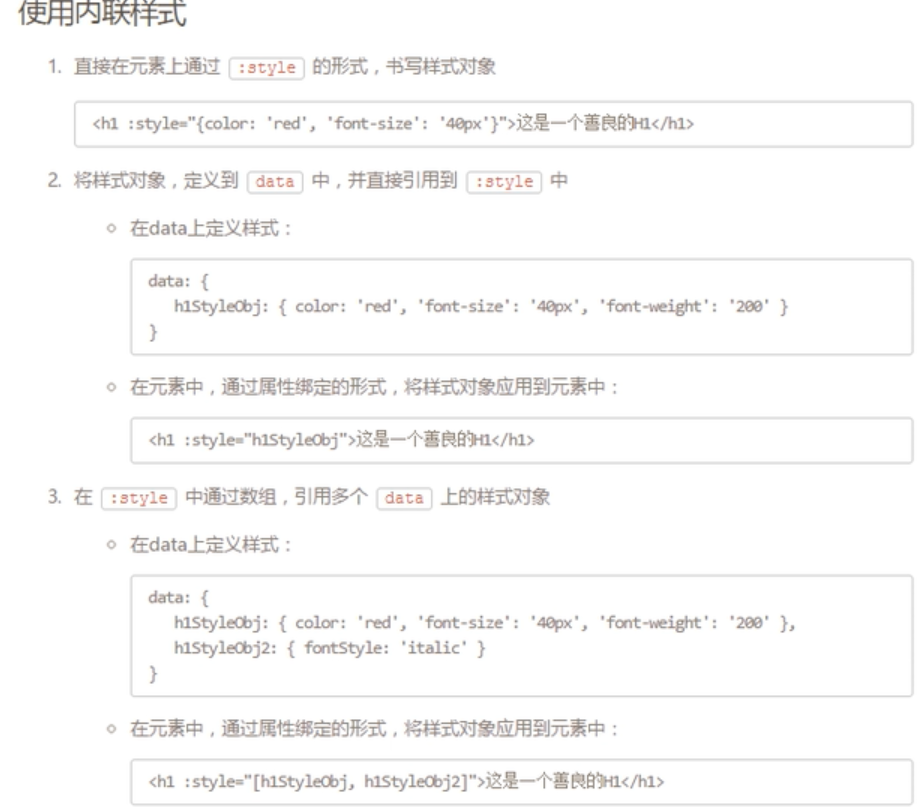 使用内联样式
1. 直接在元素上通过 :style 的形式，书写样式对象
<h1 :style="{color: 'red', 'font-size': '40px'}">这是一个善良的H1</h1>
2. 将样式对象，定义到 data 中，并直接引用到 :style 中
在data上定义样式：
data: {
h1StyleObj: { color: 'red', 'font-size': '40px', 'font-weight': '200' }
}
在元素中，通过属性绑定的形式，将样式对象应用到元素中：
<h1 :style="h1StyleObj">这是一个善良的H1</h1>
3. 在 :style 中通过数组，引用多个 data 上的样式对象
在data上定义样式：
data: {
h1StyleObj: { color: 'red', 'font-size': '40px', 'font-weight': '200' },
h1StyleObj2: { fontStyle: 'italic' }
}
在元素中，通过属性绑定的形式，将样式对象应用到元素中：
<h1 :style="[h1StyleObj, h1StyleObj2]">这是一个善良的H1</h1>